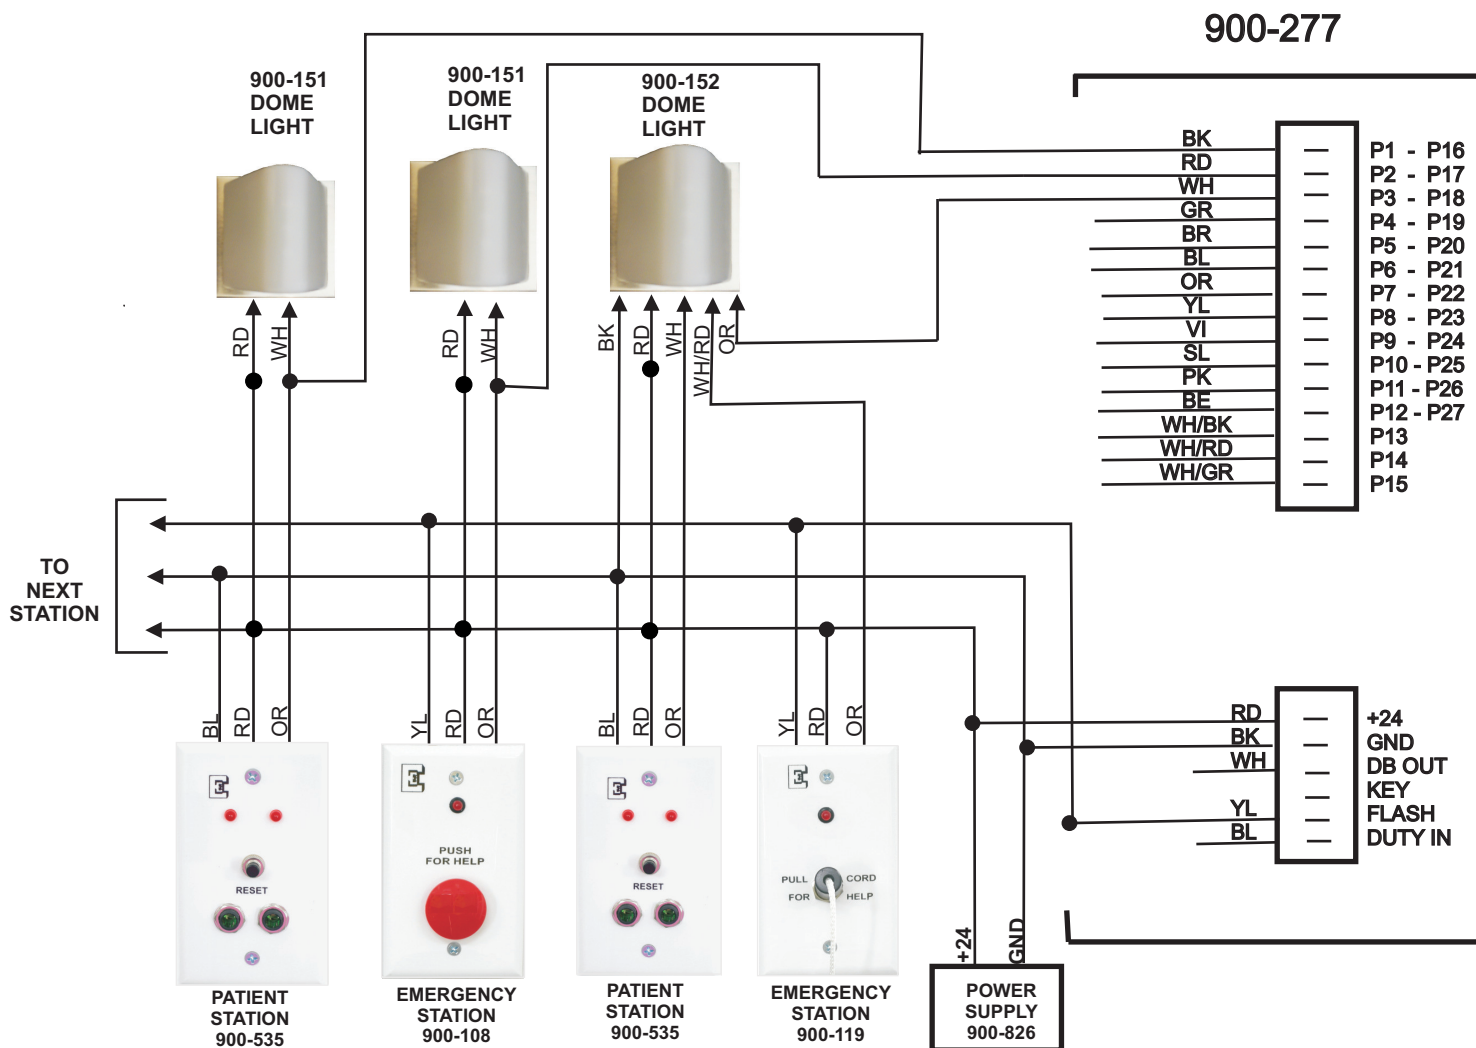 900-277
900-151
DOME
LIGHT
900-151
DOME
LIGHT
900-152
DOME
LIGHT
BK
RD
WH
GR
BR
BL
OR
YL
VI
SL
PK
BE
WH/BK
WH/RD
WH/GR
P1 - P16
P2 - P17
P3 - P18
P4 - P19
P5 - P20
P6 - P21
P7 - P22
P8 - P23
P9 - P24
P10 - P25
P11 - P26
P12 - P27
P13
P14
P15
RD
WH
RD
WH
BK
RD
WH
WH/RD
OR
TO
NEXT
STATION
BL
RD
OR
YL
RD
OR
BL
RD
OR
YL
RD
OR
RD
BK
WH
YL
BL
+24
GND
DB OUT
KEY
FLASH
DUTY IN
RESET
PUSH
FOR HELP
RESET
PULL CORD
FOR HELP
+24
GND
PATIENT
STATION
900-535
EMERGENCY
STATION
900-108
PATIENT
STATION
900-535
EMERGENCY
STATION
900-119
POWER
SUPPLY
900-826